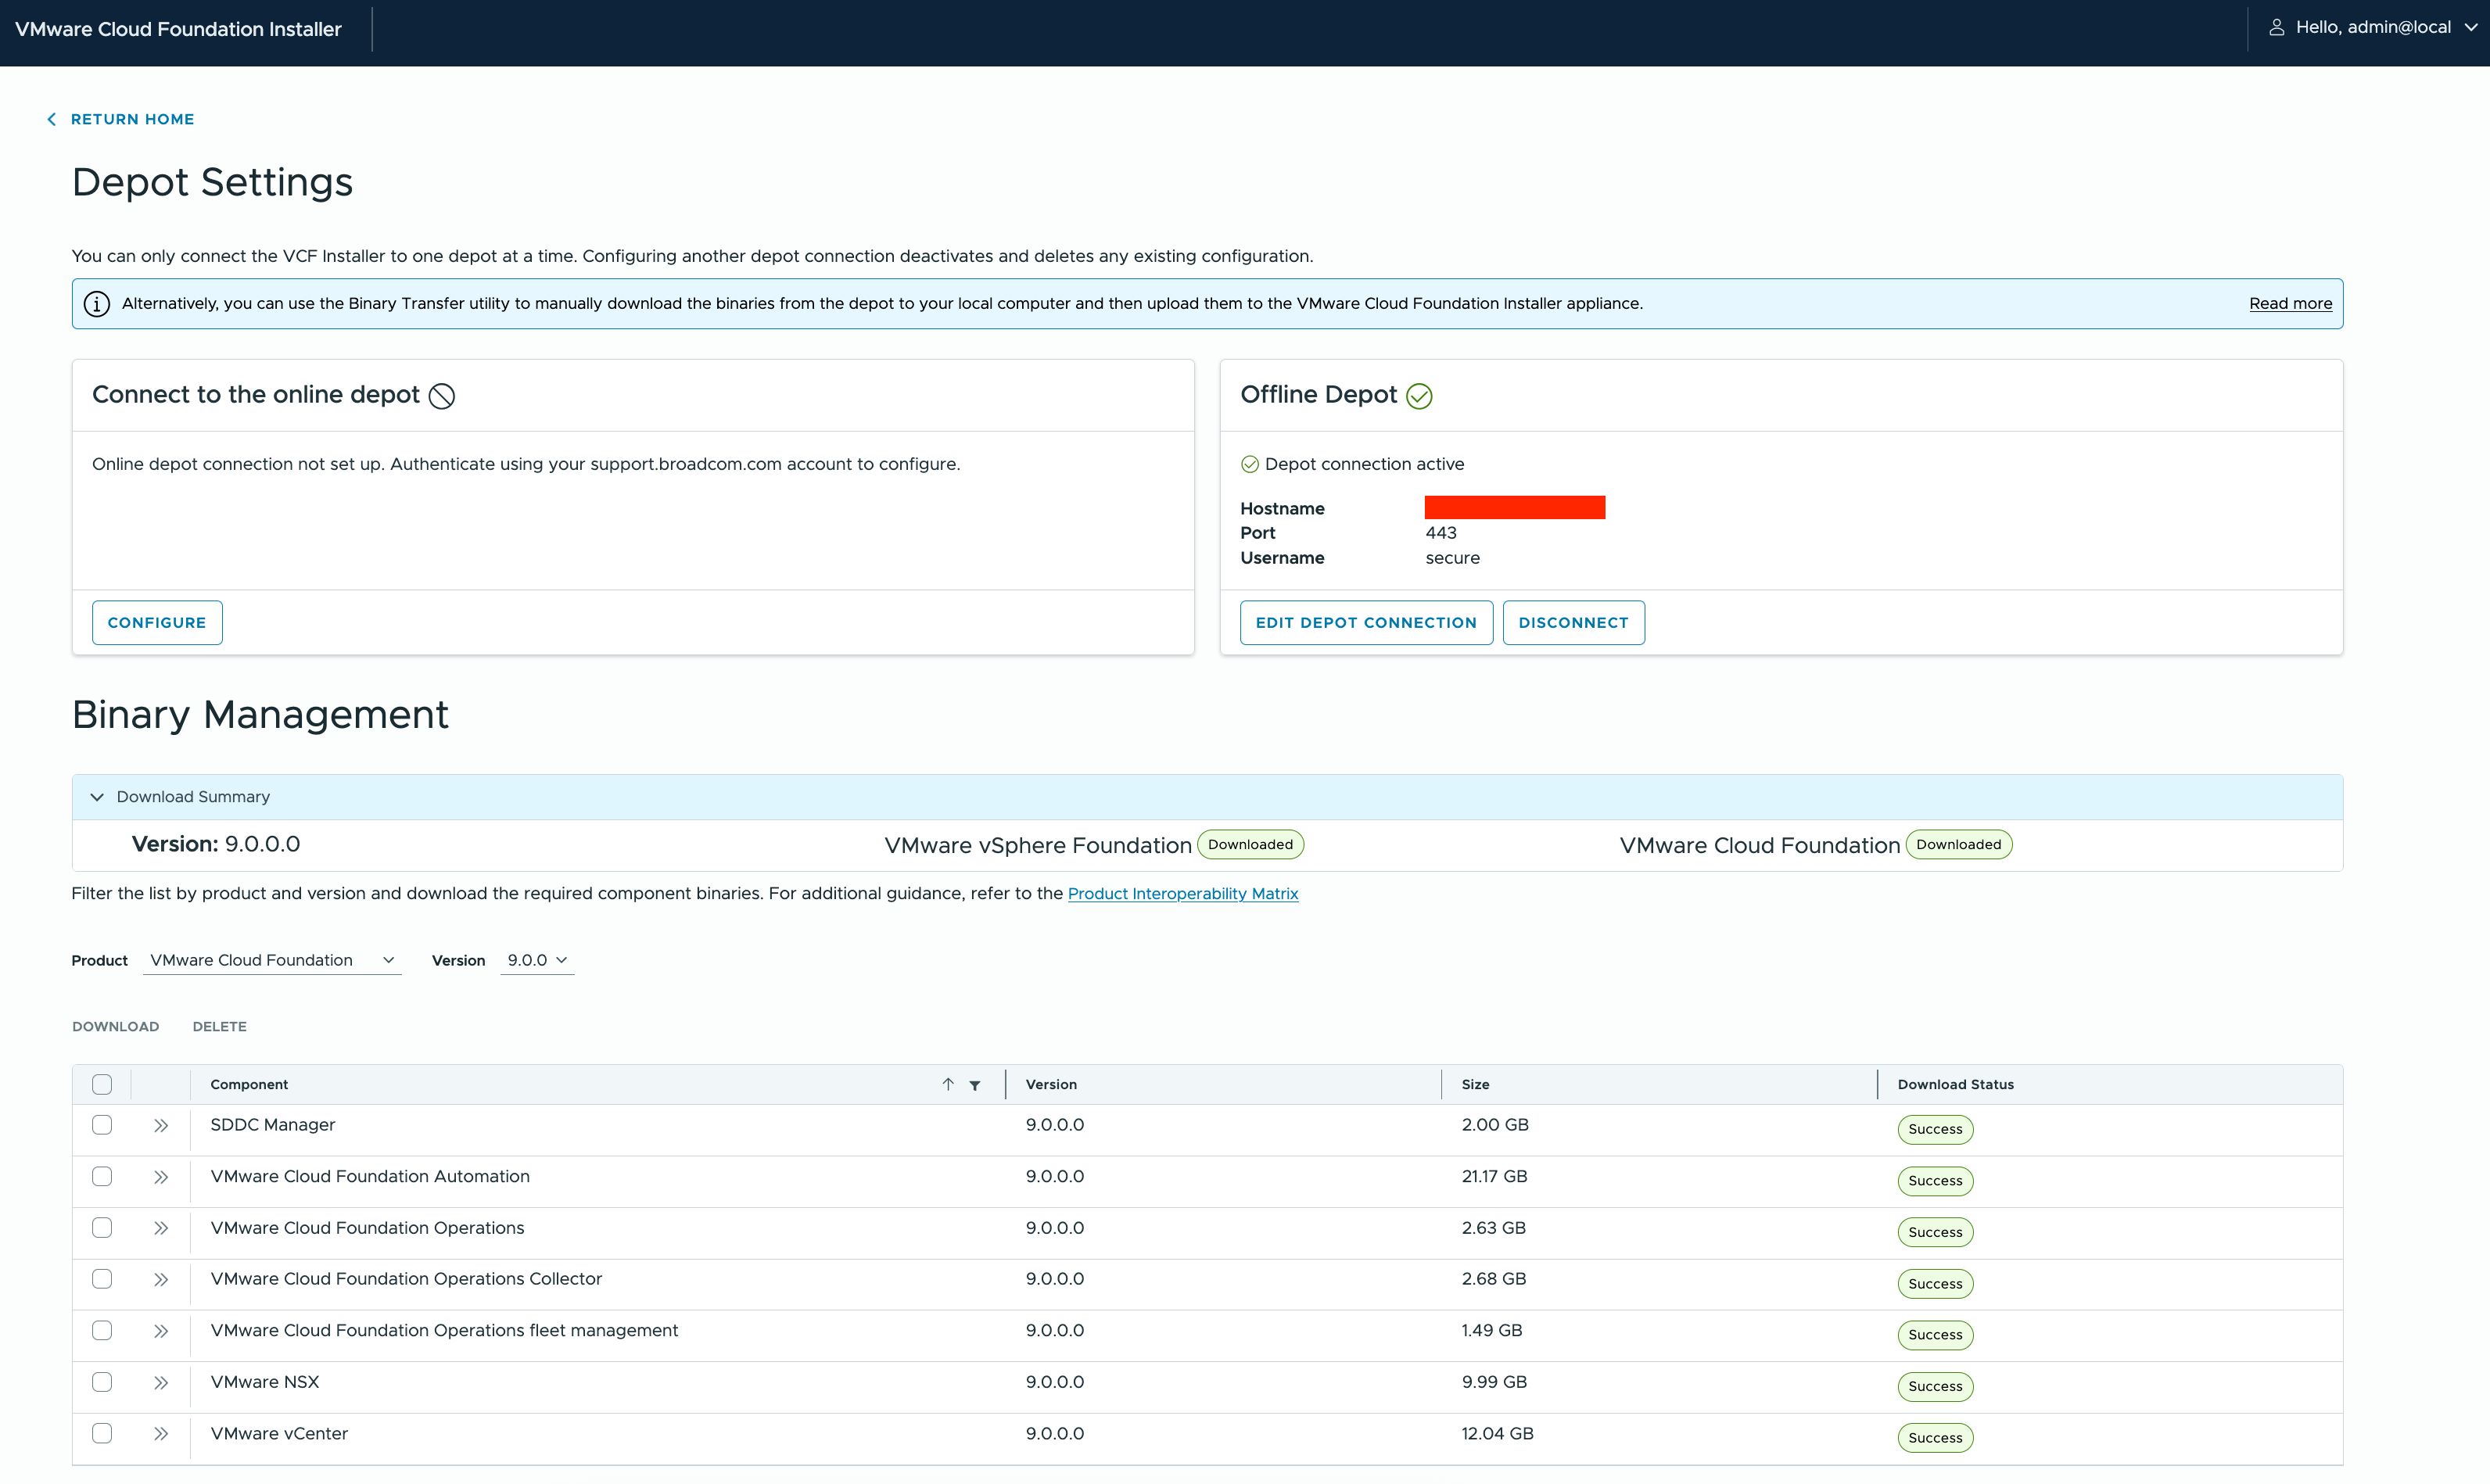 VMware Cloud Foundation Installer
Hello, admin@local
RETURN HOME
Depot Settings
You can only connect the VCF Installer to one depot at a time. Configuring another depot connection deactivates and deletes any existing configuration.
Alternatively, you can use the Binary Transfer utility to manually download the binaries from the depot to your local computer and then upload them to the VMware Cloud Foundation Installer appliance. Read more
Connect to the online depot
Online depot connection not set up. Authenticate using your support.broadcom.com account to configure.
CONFIGURE
Offline Depot
Depot connection active
Hostname
Port 443
Username secure
EDIT DEPOT CONNECTION DISCONNECT
Binary Management
Download Summary
Version: 9.0.0.0 VMware vSphere Foundation Downloaded VMware Cloud Foundation Downloaded
Filter the list by product and version and download the required component binaries. For additional guidance, refer to the Product Interoperability Matrix
Product VMware Cloud Foundation Version 9.0.0
DOWNLOAD DELETE
Component Version Size Download Status
SDDC Manager 9.0.0.0 2.00 GB Success
VMware Cloud Foundation Automation 9.0.0.0 21.17 GB Success
VMware Cloud Foundation Operations 9.0.0.0 2.63 GB Success
VMware Cloud Foundation Operations Collector 9.0.0.0 2.68 GB Success
VMware Cloud Foundation Operations fleet management 9.0.0.0 1.49 GB Success
VMware NSX 9.0.0.0 9.99 GB Success
VMware vCenter 9.0.0.0 12.04 GB Success